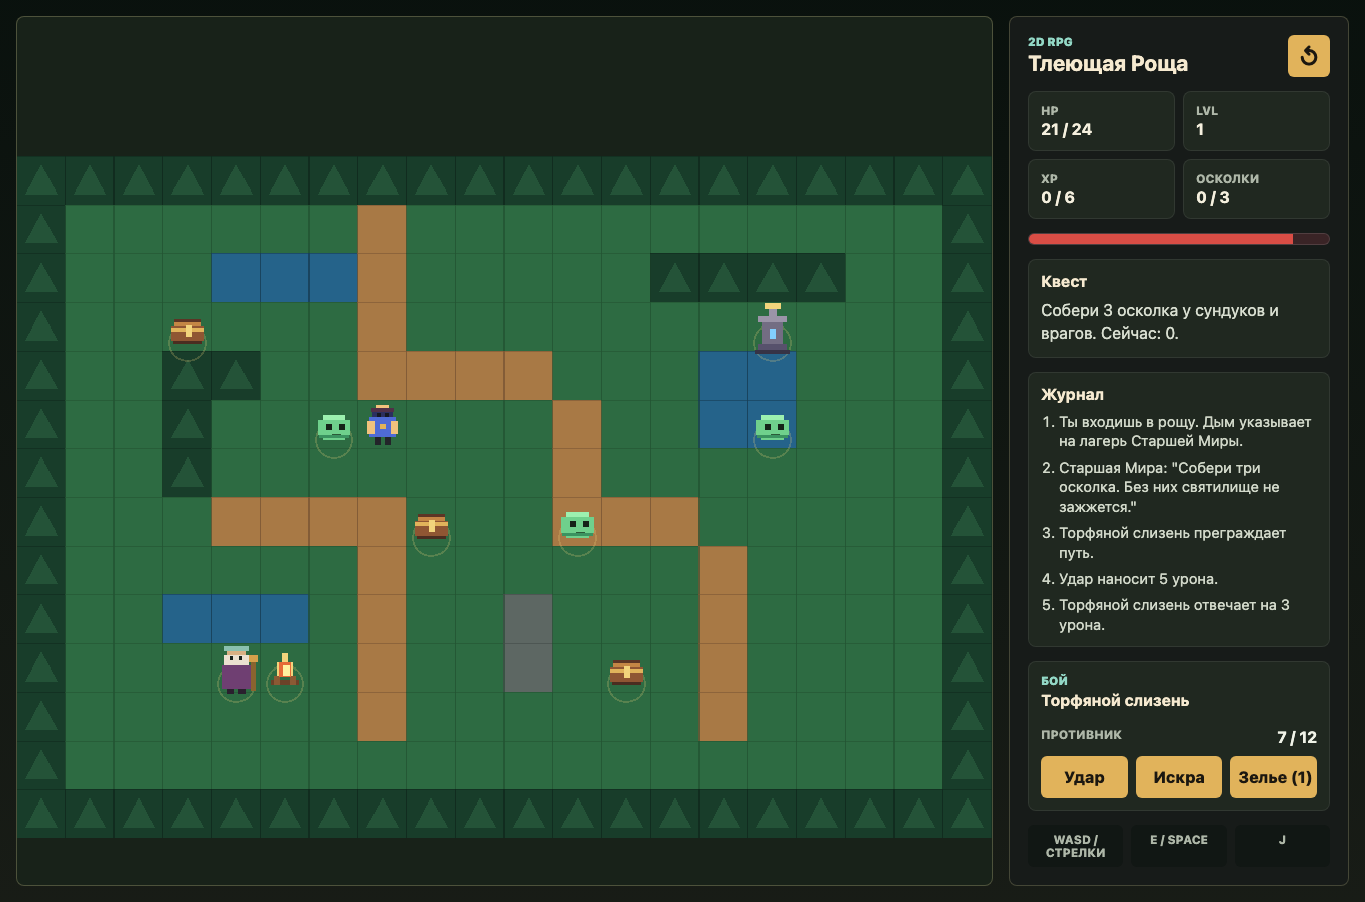 2D RPG
Тлеющая Роща
HP
21 / 24
LVL
1
XP
0 / 6
ОСКОЛКИ
0 / 3
Квест
Собери 3 осколка у сундуков и
врагов. Сейчас: 0.
Журнал
1. Ты входишь в рощу. Дым указывает
на лагерь Старшей Миры.
2. Старшая Мира: "Собери три
осколка. Без них святилище не
зажжется."
3. Торфяной слизень преграждает
путь.
4. Удар наносит 5 урона.
5. Торфяной слизень отвечает на 3
урона.
БОЙ
Торфяной слизень
ПРОТИВНИК
7 / 12
Удар
Искра
Зелье (1)
WASD /
СТРЕЛКИ
E / SPACE
J